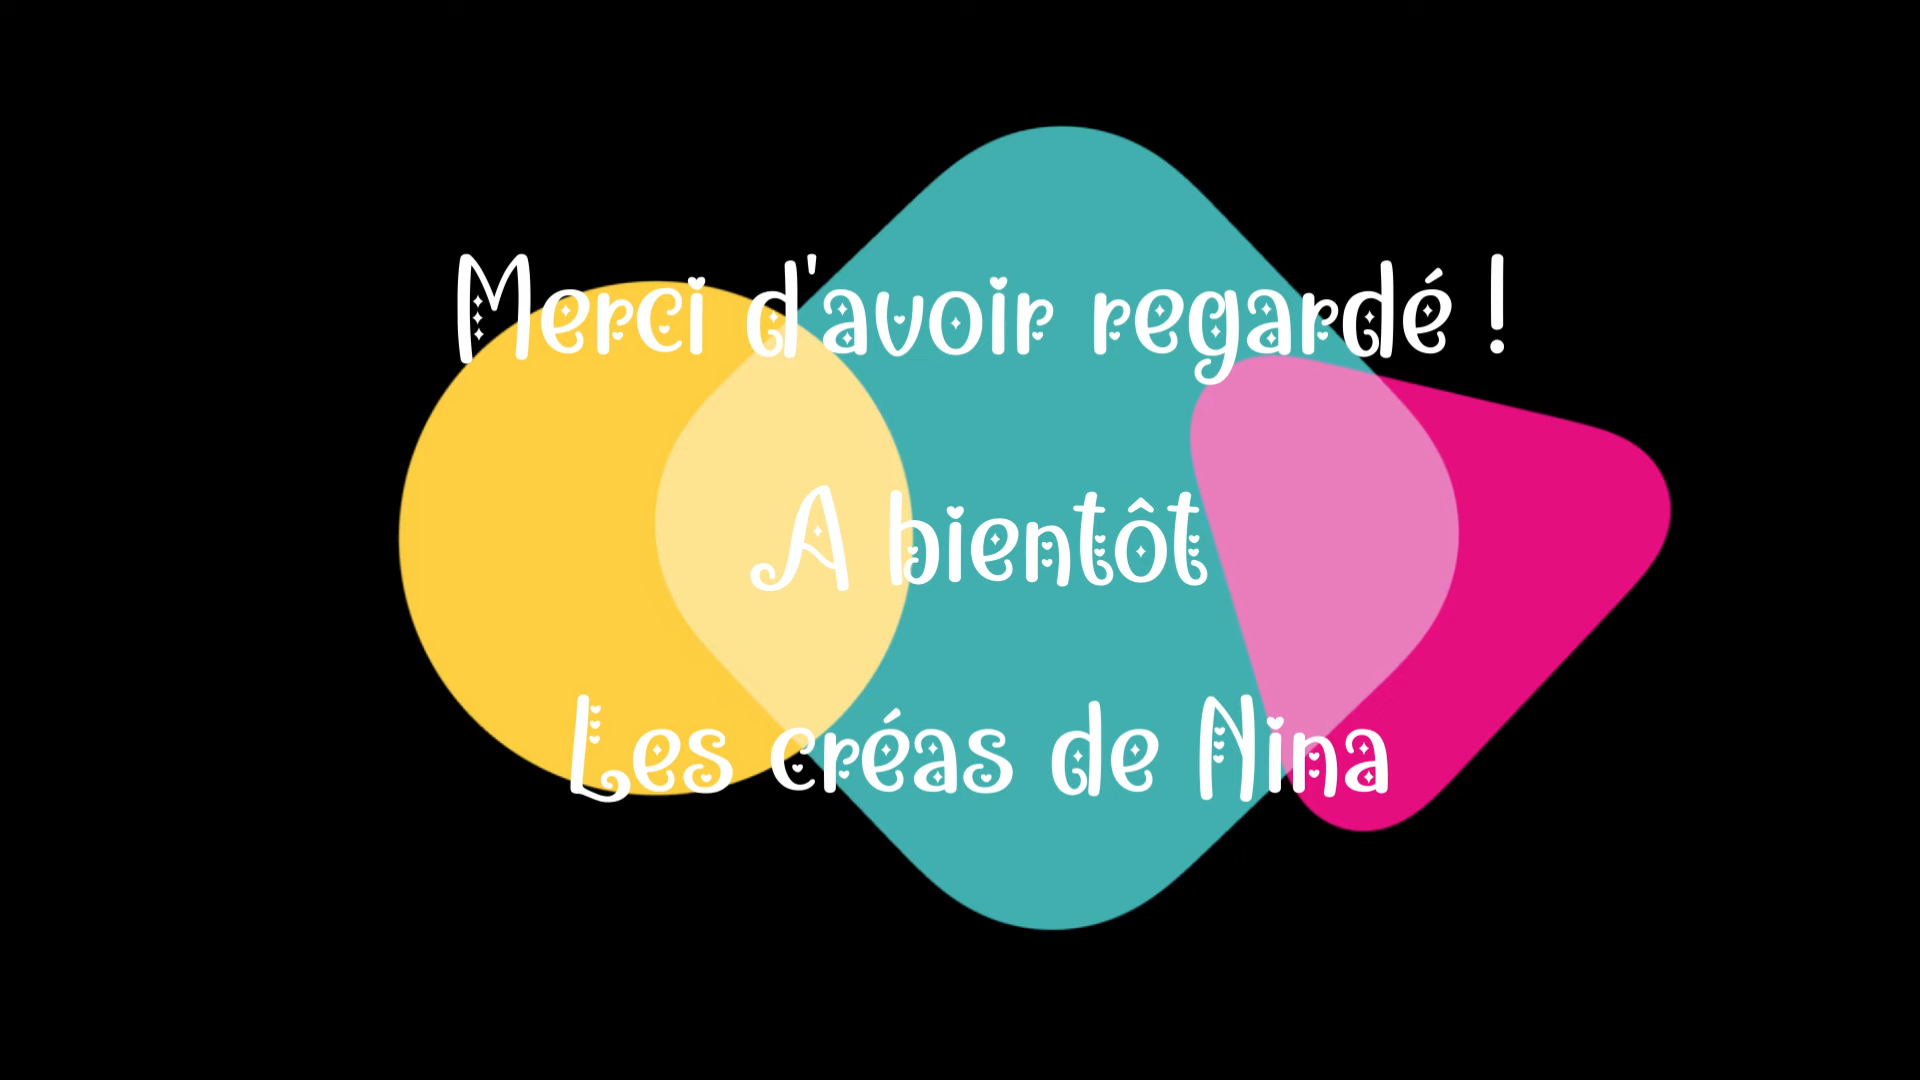 Merci d'avoir regardé !
A bientôt
Les créas de Nina